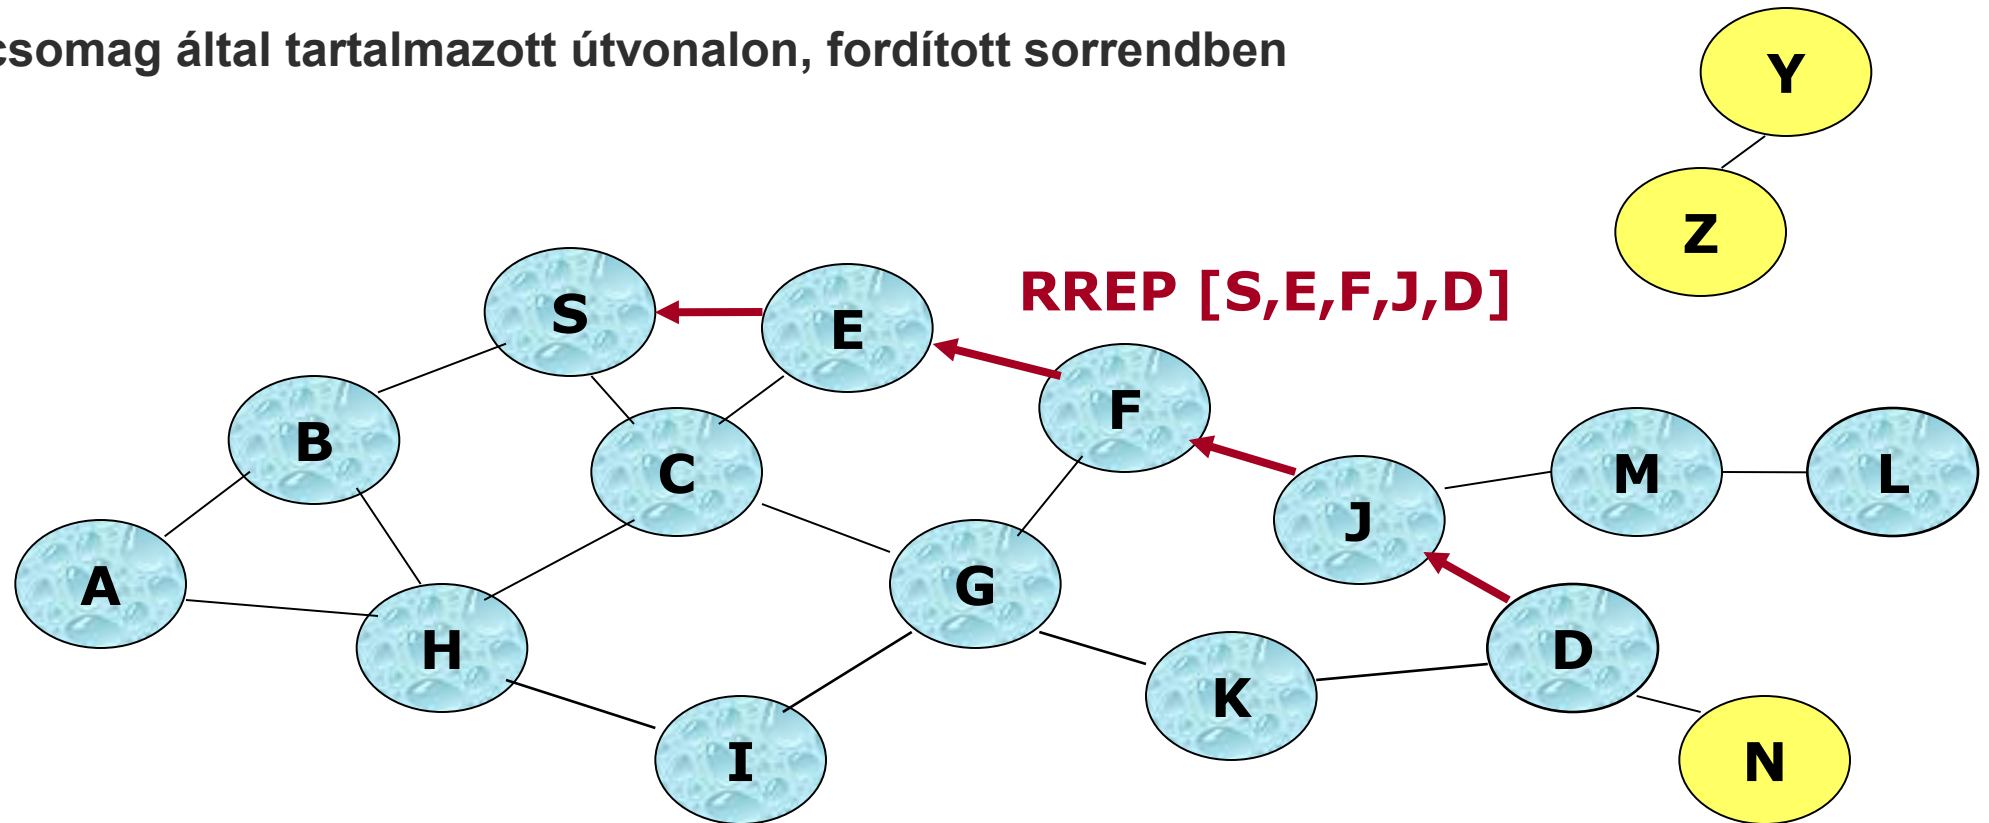 csomag által tartalmazott útvonalon, fordított sorrendben
Y
Z
RREP [S,E,F,J,D]
S
E
F
B
C
M
L
J
A
G
H
D
K
I
N